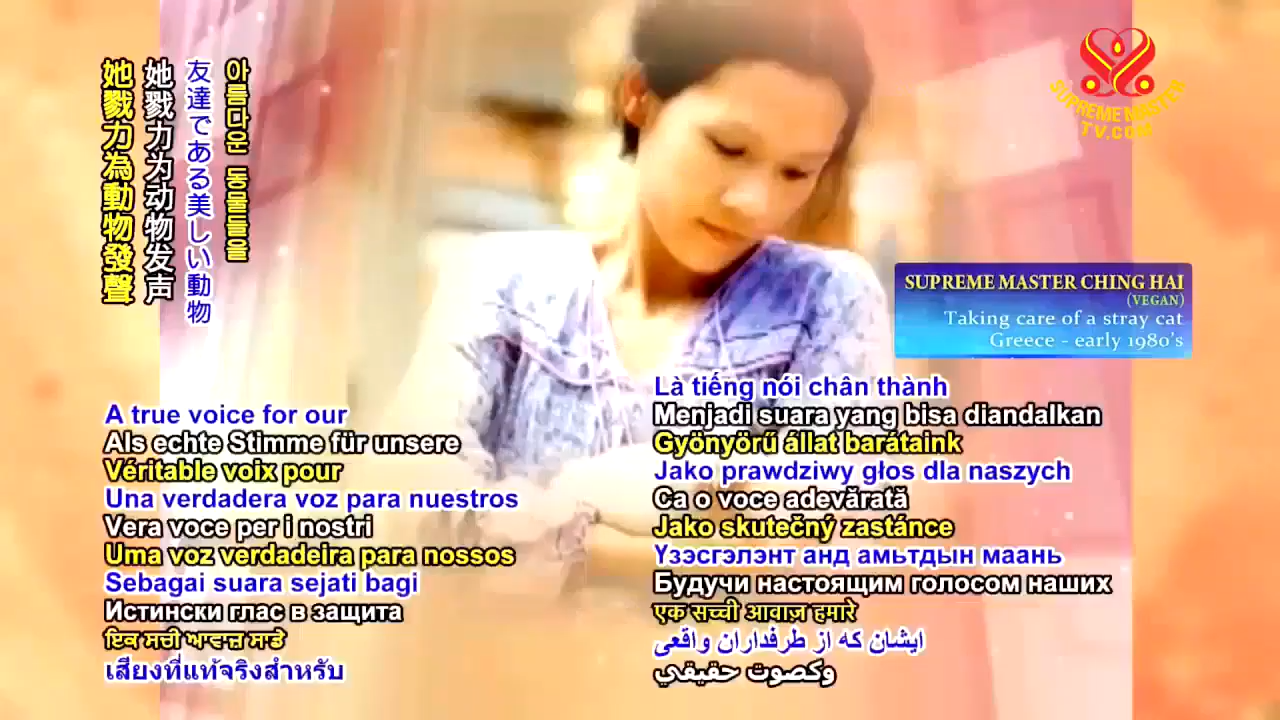 她戮力為動物發聲
她戮力为动物发声
友達である美しい動物
아름다운 동물들을
SUPREME MASTER
TV.COM
SUPREME MASTER CHING HAI
(VEGAN)
Taking care of a stray cat
Greece - early 1980's
A true voice for our
Als echte Stimme für unsere
Véritable voix pour
Una verdadera voz para nuestros
Vera voce per i nostri
Uma voz verdadeira para nossos
Sebagai suara sejati bagi
Истински глас в защита
ਇਕ ਸਚੀ ਆਵਾਜ਼ ਸਾਡੇ
เสียงที่แท้จริงสำหรับ
Là tiếng nói chân thành
Menjadi suara yang bisa diandalkan
Gyönyörű állat barátaink
Jako prawdziwy głos dla naszych
Ca o voce adevărată
Jako skutečný zastánce
Үзэсгэлэнт анд амьтдын маань
Будучи настоящим голосом наших
एक सच्ची आवाज़ हमारे
ایشان که از طرفداران واقعی
وكصوت حقيقي